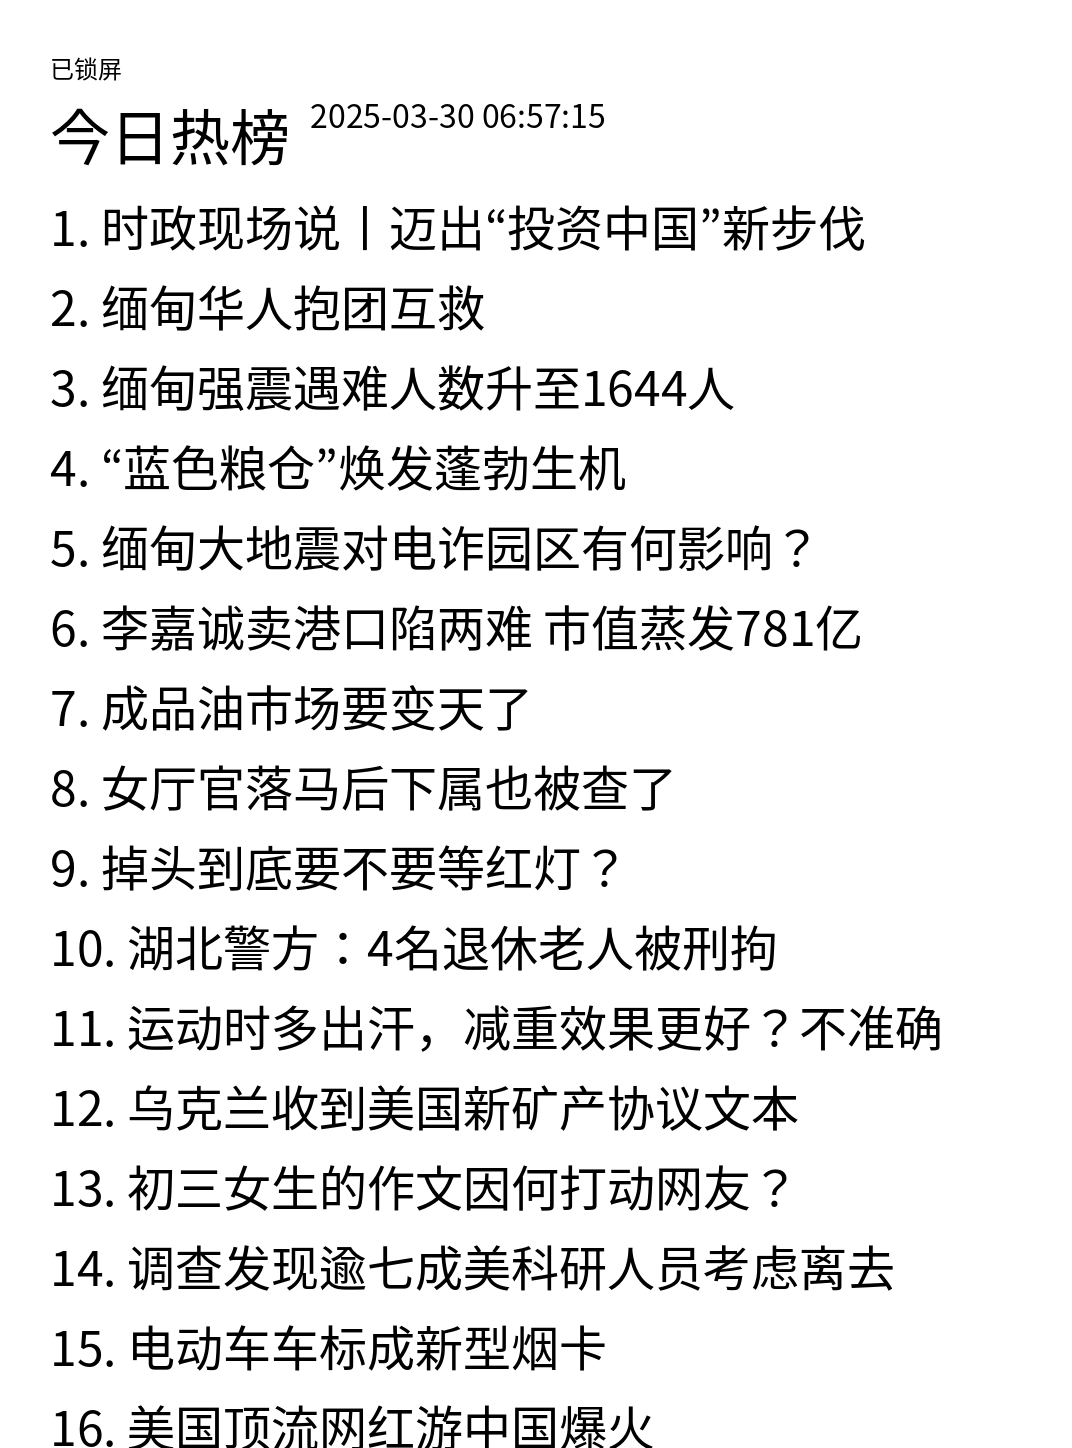 已锁屏
今日热榜 2025-03-30 06:57:15
1. 时政现场说丨迈出“投资中国”新步伐
2. 缅甸华人抱团互救
3. 缅甸强震遇难人数升至1644人
4. “蓝色粮仓”焕发蓬勃生机
5. 缅甸大地震对电诈园区有何影响？
6. 李嘉诚卖港口陷两难 市值蒸发781亿
7. 成品油市场要变天了
8. 女厅官落马后下属也被查了
9. 掉头到底要不要等红灯？
10. 湖北警方：4名退休老人被刑拘
11. 运动时多出汗，减重效果更好？不准确
12. 乌克兰收到美国新矿产协议文本
13. 初三女生的作文因何打动网友？
14. 调查发现逾七成美科研人员考虑离去
15. 电动车车标成新型烟卡
16. 美国顶流网红游中国爆火